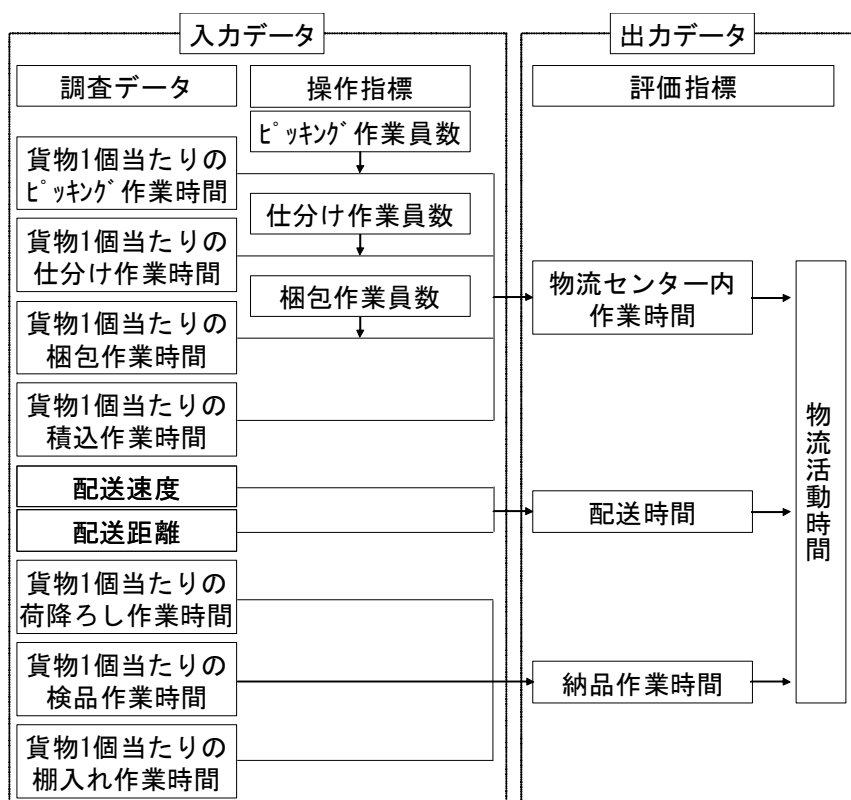 入力データ
出力データ
調査データ
操作指標
評価指標
ﾋﾟｯｷﾝｸﾞ作業員数
貨物1個当たりの
ﾋﾟｯｷﾝｸﾞ作業時間
仕分け作業員数
貨物1個当たりの
仕分け作業時間
梱包作業員数
貨物1個当たりの
梱包作業時間
貨物1個当たりの
積込作業時間
配送速度
配送距離
貨物1個当たりの
荷降ろし作業時間
貨物1個当たりの
検品作業時間
貨物1個当たりの
棚入れ作業時間
物流センター内
作業時間
配送時間
納品作業時間
物流活動時間